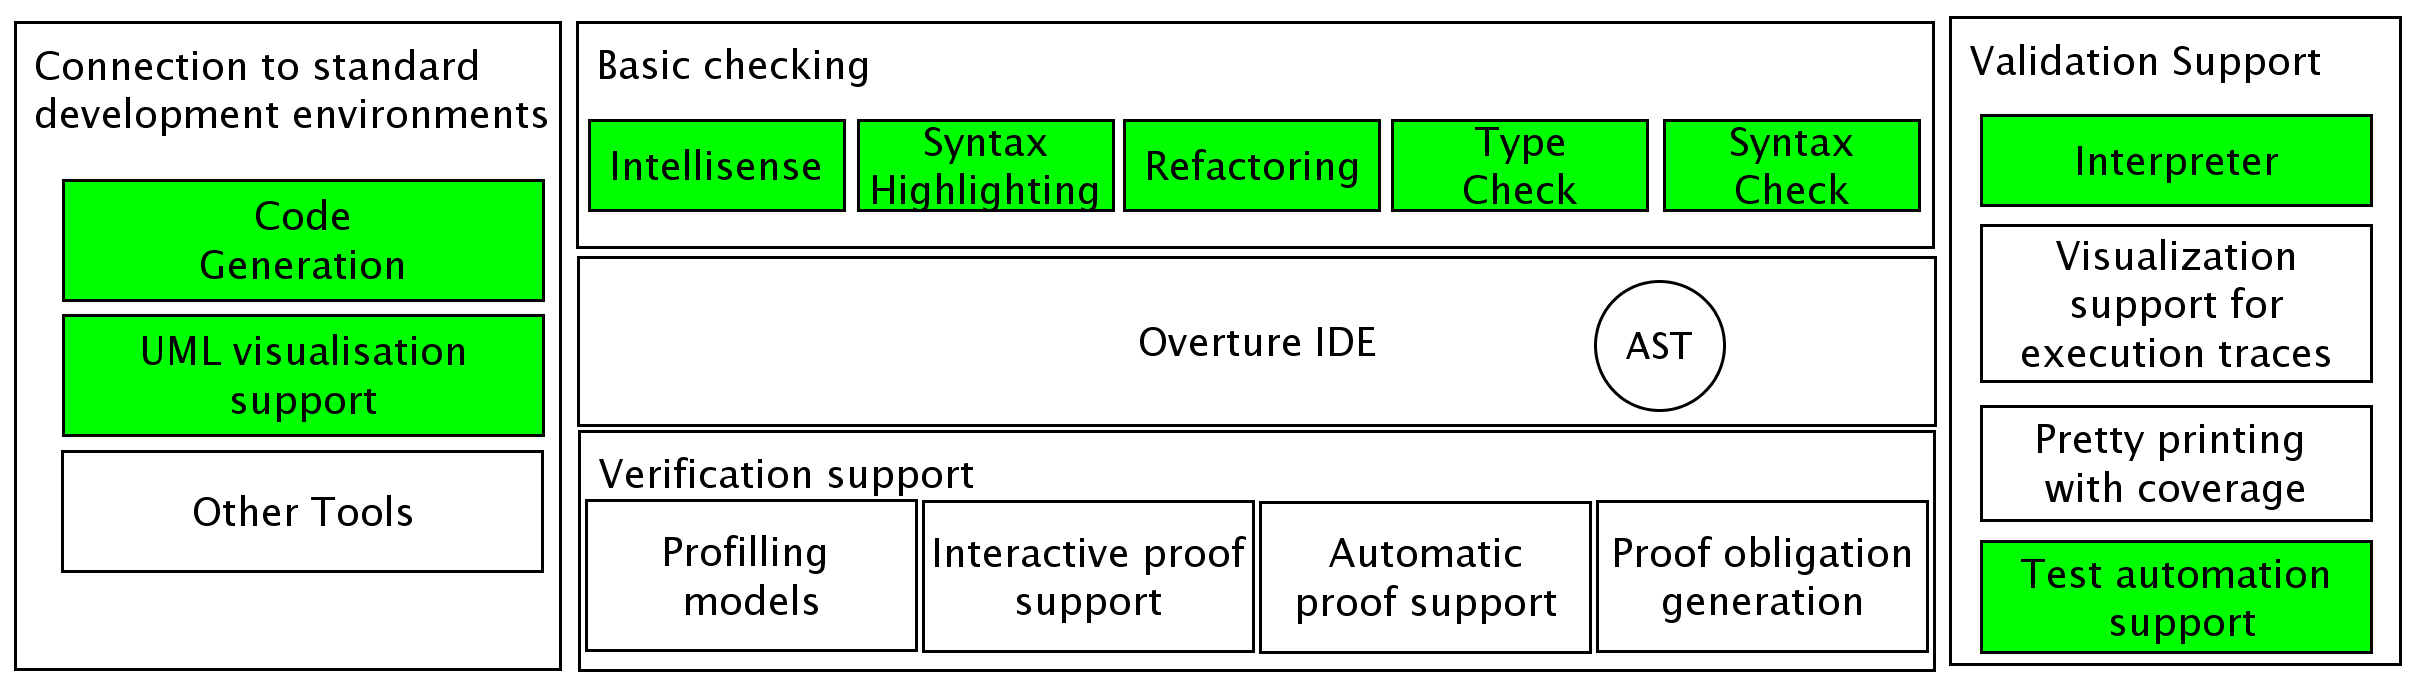 Connection to standard
development environments
Code
Generation
UML visualisation
support
Other Tools
Basic checking
Intellisense
Syntax
Highlighting
Refactoring
Type
Check
Syntax
Check
Overture IDE
AST
Verification support
Profilling
models
Interactive proof
support
Automatic
proof support
Proof obligation
generation
Validation Support
Interpreter
Visualization
support for
execution traces
Pretty printing
with coverage
Test automation
support